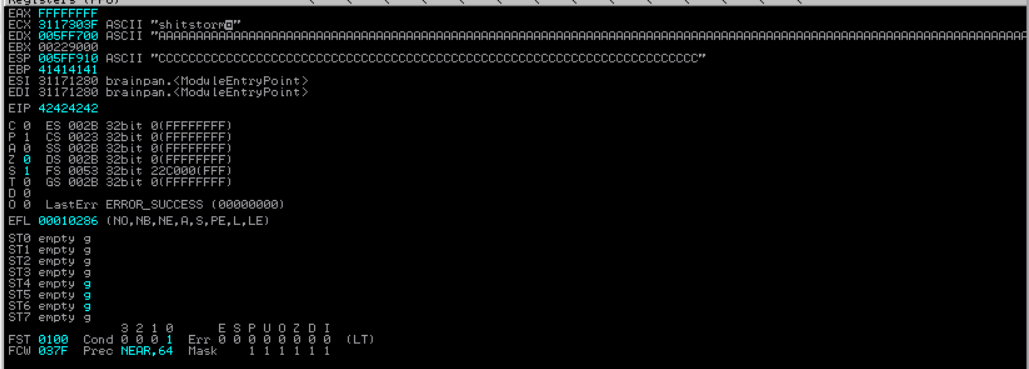 Registers (FPU)
EAX FFFFFFFF
ECX 3117303F ASCII "shitstorm◘"
EDX 005FF700 ASCII "AAAAAAAAAAAAAAAAAAAAAAAAAAAAAAAAAAAAAAAAAAAAAAAAAAAAAAAAAAAAAAAAAAAAAAAAAAAAAAAAAAAAAAAAAAAAAAAAAAAAAAAAAAAAAAAAAAAAAAAAA
EBX 00229000
ESP 005FF910 ASCII "CCCCCCCCCCCCCCCCCCCCCCCCCCCCCCCCCCCCCCCCCCCCCCCCCCCCCCCCCCCCCCCCCCCCCCCCCCC"
EBP 41414141
ESI 31171280 brainpan.<ModuleEntryPoint>
EDI 31171280 brainpan.<ModuleEntryPoint>
EIP 42424242
C 0 ES 002B 32bit 0(FFFFFFFF)
P 1 CS 0023 32bit 0(FFFFFFFF)
A 0 SS 002B 32bit 0(FFFFFFFF)
Z 0 DS 002B 32bit 0(FFFFFFFF)
S 1 FS 0053 32bit 22C000(FFF)
T 0 GS 002B 32bit 0(FFFFFFFF)
D 0
O 0 LastErr ERROR_SUCCESS (00000000)
EFL 00010286 (NO,NB,NE,A,S,PE,L,LE)
ST0 empty g
ST1 empty g
ST2 empty g
ST3 empty g
ST4 empty g
ST5 empty g
ST6 empty g
ST7 empty g
3 2 1 0 E S P U O Z D I
FST 0100 Cond 0 0 0 1 Err 0 0 0 0 0 0 0 0 (LT)
FCW 037F Prec NEAR,64 Mask 1 1 1 1 1 1